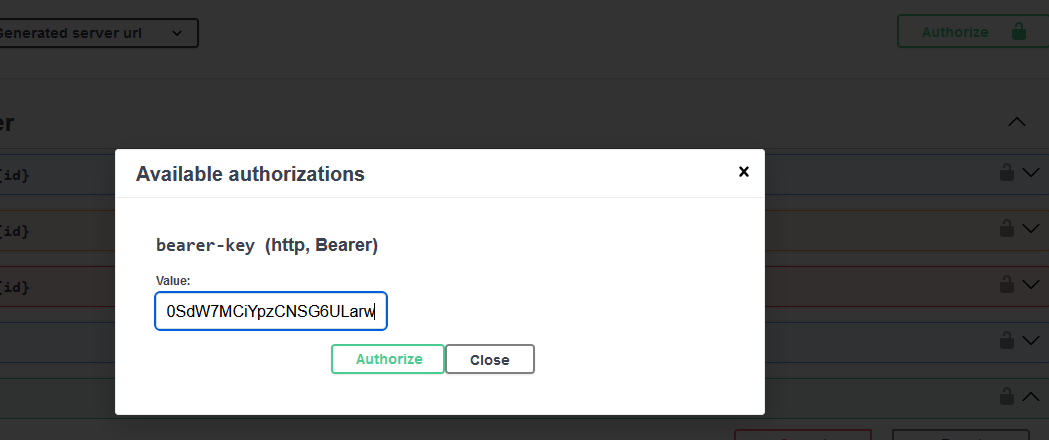 Generated server url
Authorize
er
Available authorizations
{id}
{id}
bearer-key (http, Bearer)
Value:
{id}
0SdW7MCiYpzCNSG6ULarw
Authorize
Close